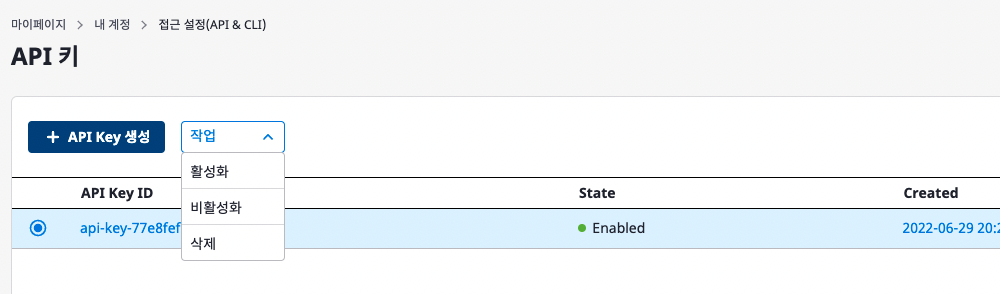 마이페이지 > 내 계정 > 접근 설정(API & CLI)
API 키
+ API Key 생성 작업
활성화
API Key ID State Created
비활성화
api-key-77e8fef Enabled 2022-06-29 20:2
삭제